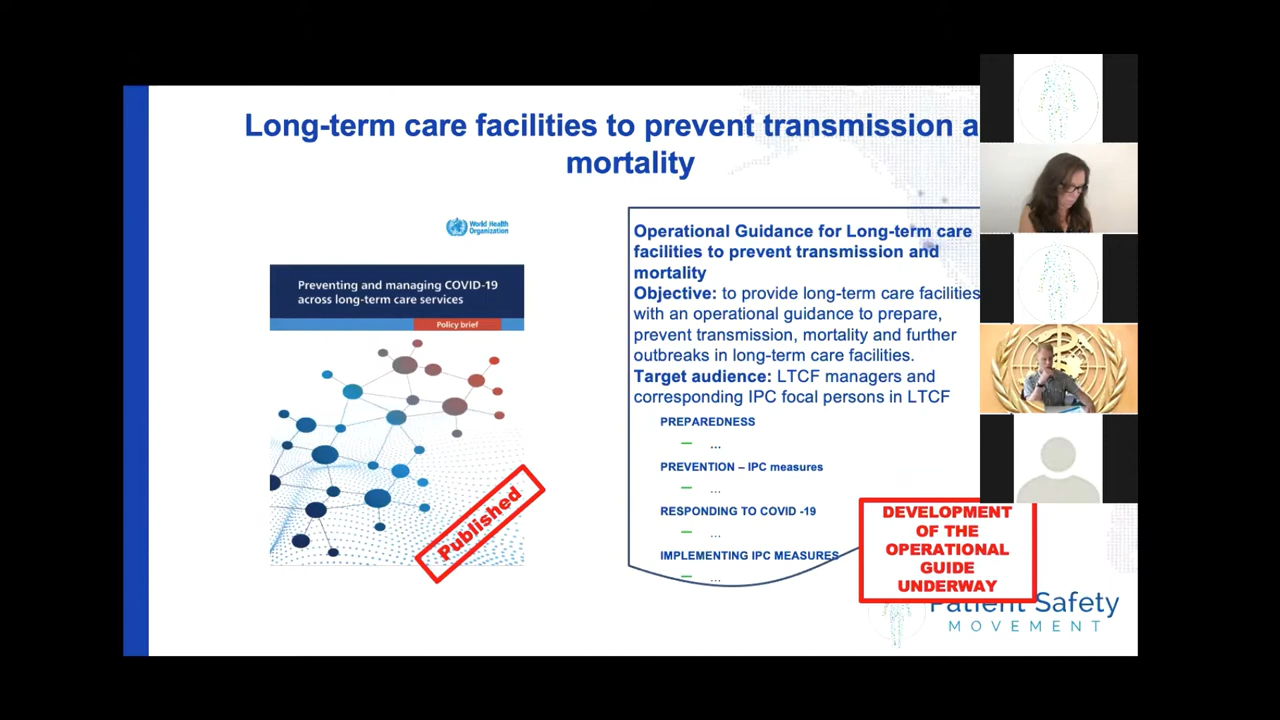 Long-term care facilities to prevent transmission a
mortality
World Health
Organization
Preventing and managing COVID-19
across long-term care services
Policy brief
Published
Operational Guidance for Long-term care
facilities to prevent transmission and
mortality
Objective: to provide long-term care facilities
with an operational guidance to prepare,
prevent transmission, mortality and further
outbreaks in long-term care facilities.
Target audience: LTCF managers and
corresponding IPC focal persons in LTCF
PREPAREDNESS
– ...
PREVENTION – IPC measures
– ...
RESPONDING TO COVID -19
– ...
IMPLEMENTING IPC MEASURES
– ...
DEVELOPMENT
OF THE
OPERATIONAL
GUIDE
UNDERWAY
Patient Safety
MOVEMENT